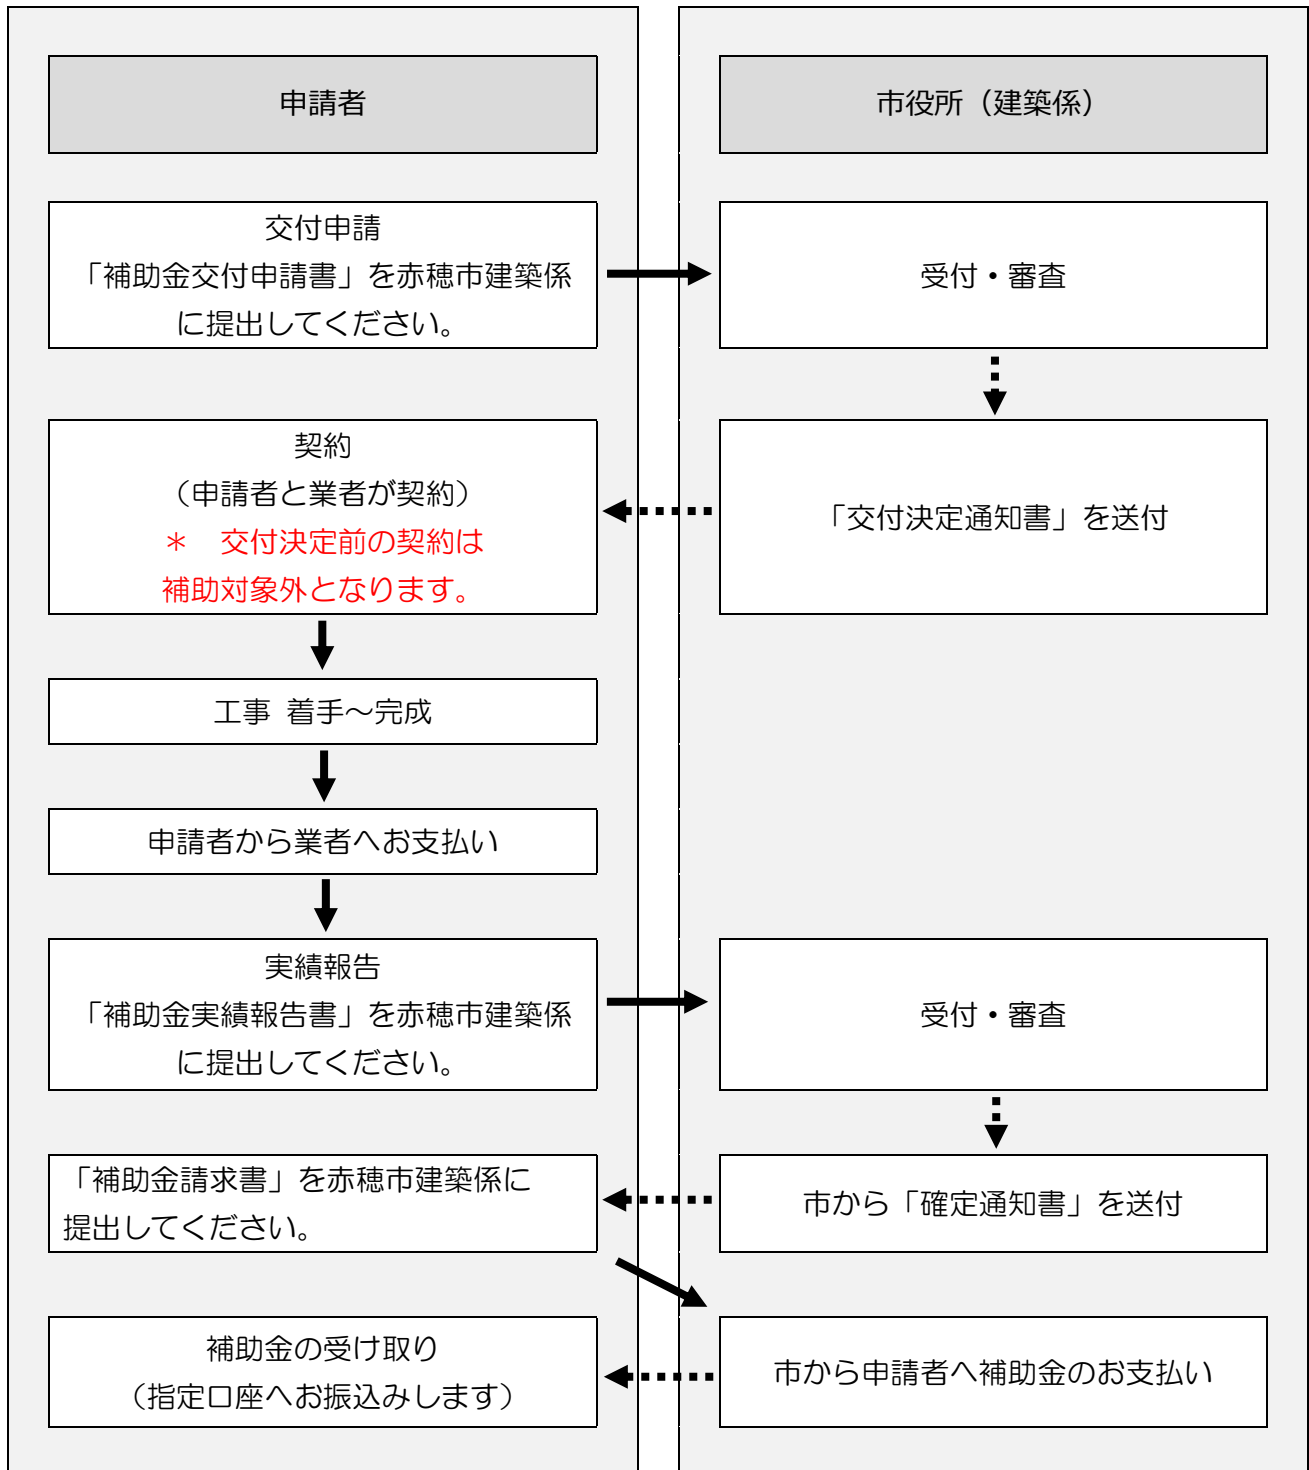 申請者
市役所（建築係）
交付申請
「補助金交付申請書」を赤穂市建築係
に提出してください。
受付・審査
契約
（申請者と業者が契約）
＊　交付決定前の契約は
補助対象外となります。
「交付決定通知書」を送付
工事 着手～完成
申請者から業者へお支払い
実績報告
「補助金実績報告書」を赤穂市建築係
に提出してください。
受付・審査
「補助金請求書」を赤穂市建築係に
提出してください。
市から「確定通知書」を送付
補助金の受け取り
（指定口座へお振込みします）
市から申請者へ補助金のお支払い